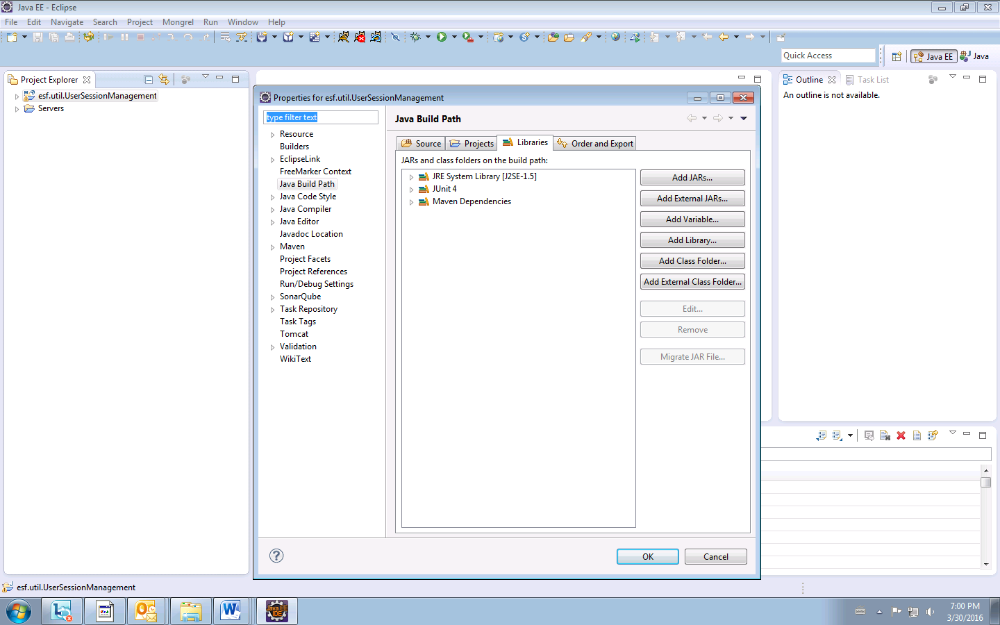 Java EE - Eclipse
File Edit Navigate Search Project Mongrel Run Window Help
Quick Access
Java EE
Java
Project Explorer
esf.util.UserSessionManagement
Servers
Properties for esf.util.UserSessionManagement
type filter text
Resource
Builders
EclipseLink
FreeMarker Context
Java Build Path
Java Code Style
Java Compiler
Java Editor
Javadoc Location
Maven
Project Facets
Project References
Run/Debug Settings
SonarQube
Task Repository
Task Tags
Tomcat
Validation
WikiText
Java Build Path
Source Projects Libraries Order and Export
JARs and class folders on the build path:
JRE System Library [J2SE-1.5]
JUnit 4
Maven Dependencies
Add JARs...
Add External JARs...
Add Variable...
Add Library...
Add Class Folder...
Add External Class Folder...
Edit...
Remove
Migrate JAR File...
OK
Cancel
Outline
Task List
An outline is not available.
esf.util.UserSessionManagement
Java EE
IDE
7:00 PM
3/30/2016